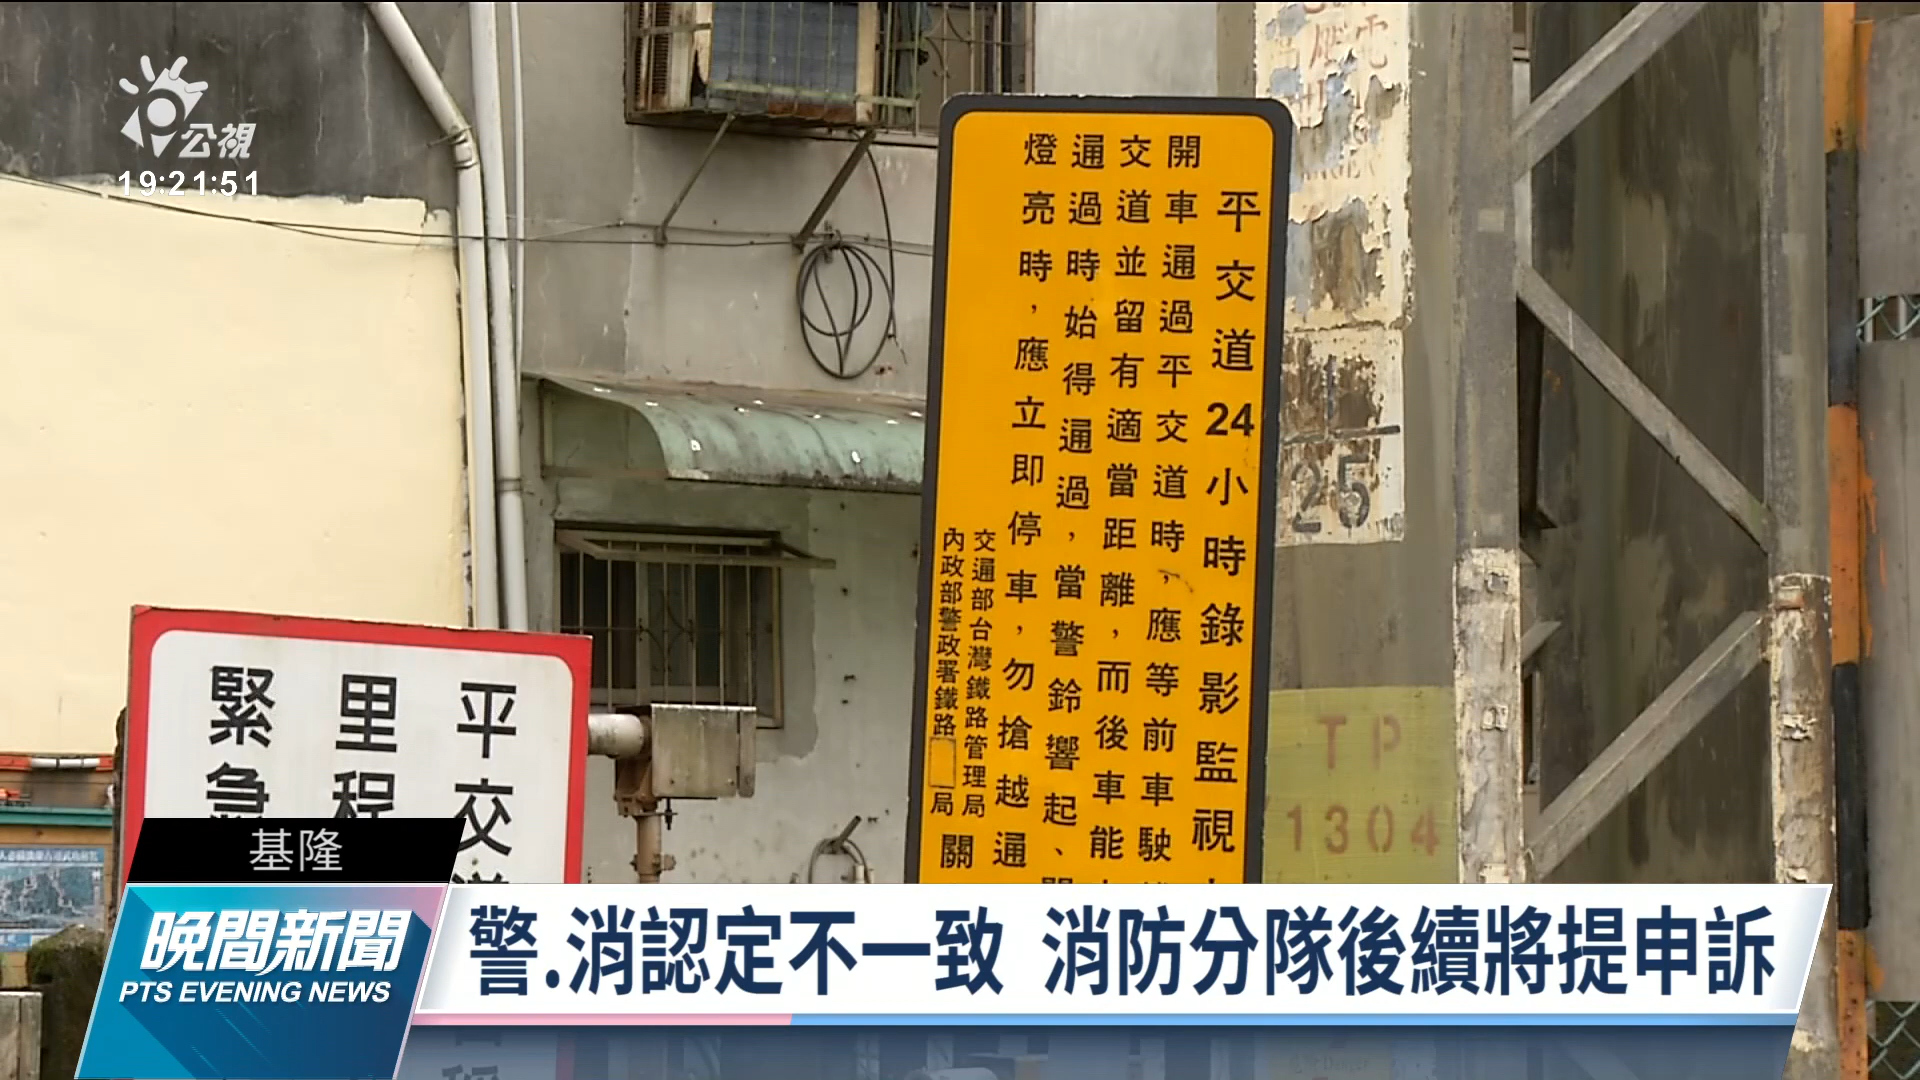 公視
19:21:51
平交道24小時錄影監視
開車通過平交道時，應等前車駛
交道並留有適當距離，而後車能
通過時始得通過，當警鈴響起、
燈亮時，應立即停車，勿搶越通
關
交通部台灣鐵路管理局
內政部警政署鐵路 局
平交
里程
緊急
25
TP
1304
基隆
晚間新聞
PTS EVENING NEWS
警.消認定不一致 消防分隊後續將提申訴